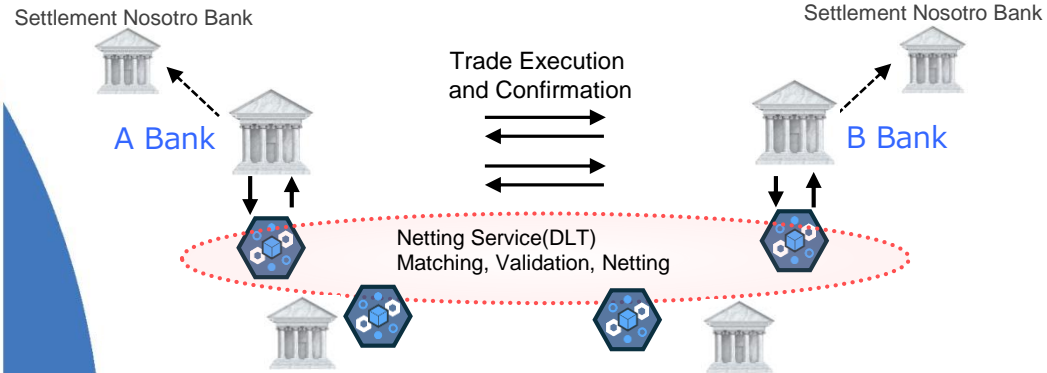 Settlement Nosotro Bank
Settlement Nosotro Bank
Trade Execution
and Confirmation
A Bank
B Bank
Netting Service(DLT)
Matching, Validation, Netting